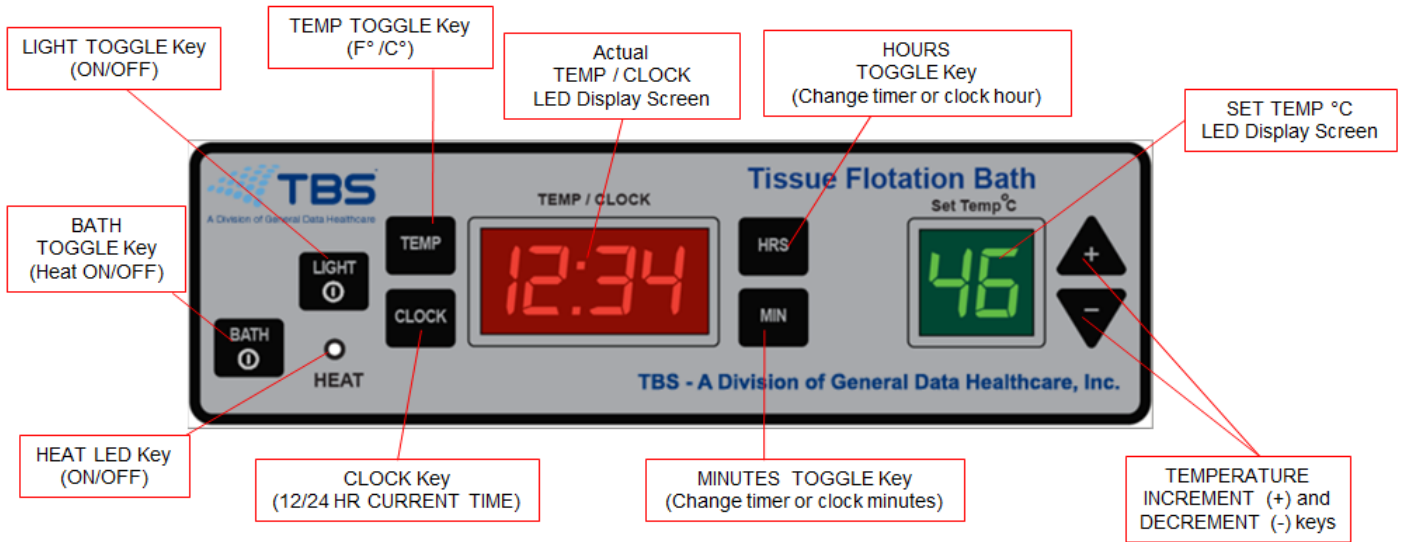 LIGHT TOGGLE Key
(ON/OFF)
TEMP TOGGLE Key
(F° /C°)
Actual
TEMP / CLOCK
LED Display Screen
HOURS
TOGGLE Key
(Change timer or clock hour)
SET TEMP °C
LED Display Screen
BATH
TOGGLE Key
(Heat ON/OFF)
TBS
A Division of General Data Healthcare
TEMP / CLOCK
Tissue Flotation Bath
Set Temp°C
LIGHT
TEMP
CLOCK
12:34
HRS
MIN
46
+
−
BATH
HEAT
TBS - A Division of General Data Healthcare, Inc.
HEAT LED Key
(ON/OFF)
CLOCK Key
(12/24 HR CURRENT TIME)
MINUTES TOGGLE Key
(Change timer or clock minutes)
TEMPERATURE
INCREMENT (+) and
DECREMENT (-) keys